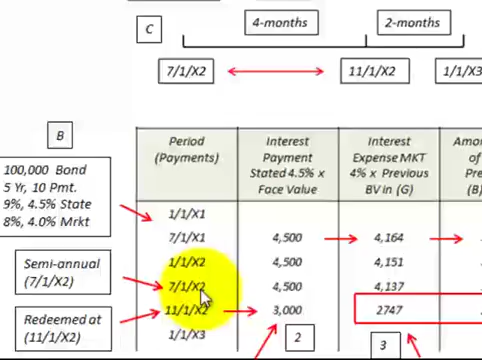 C
4-months
2-months
7/1/X2
11/1/X2
1/1/X3
B
100,000 Bond
5 Yr, 10 Pmt.
9%, 4.5% State
8%, 4.0% Mrkt
Semi-annual
(7/1/X2)
Redeemed at
(11/1/X2)
Period
(Payments)
Interest
Payment
Stated 4.5% x
Face Value
Interest
Expense MKT
4% x Previous
BV in (G)
Amor
of
Pre
(B
1/1/X1
7/1/X1 4,500 4,164
1/1/X2 4,500 4,151
7/1/X2 4,500 4,137
11/1/X2 3,000 2747
1/1/X3
2
3